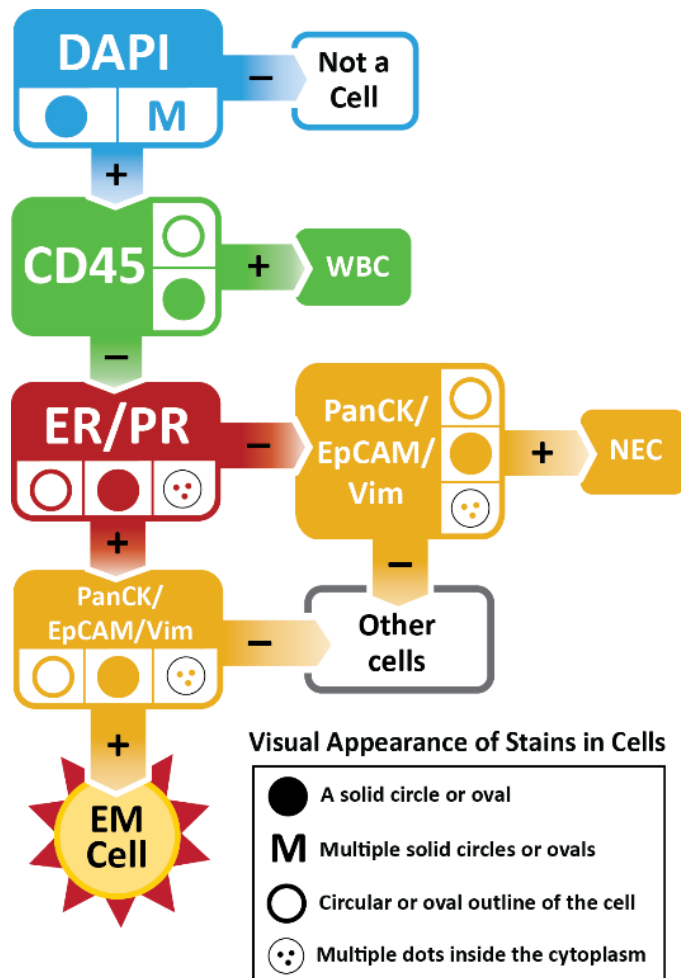 DAPI
−
Not a
Cell
M
+
CD45
+
WBC
−
ER/PR
−
PanCK/
EpCAM/
Vim
+
NEC
+
−
PanCK/
EpCAM/Vim
−
Other
cells
+
EM
Cell
Visual Appearance of Stains in Cells
A solid circle or oval
M Multiple solid circles or ovals
Circular or oval outline of the cell
Multiple dots inside the cytoplasm